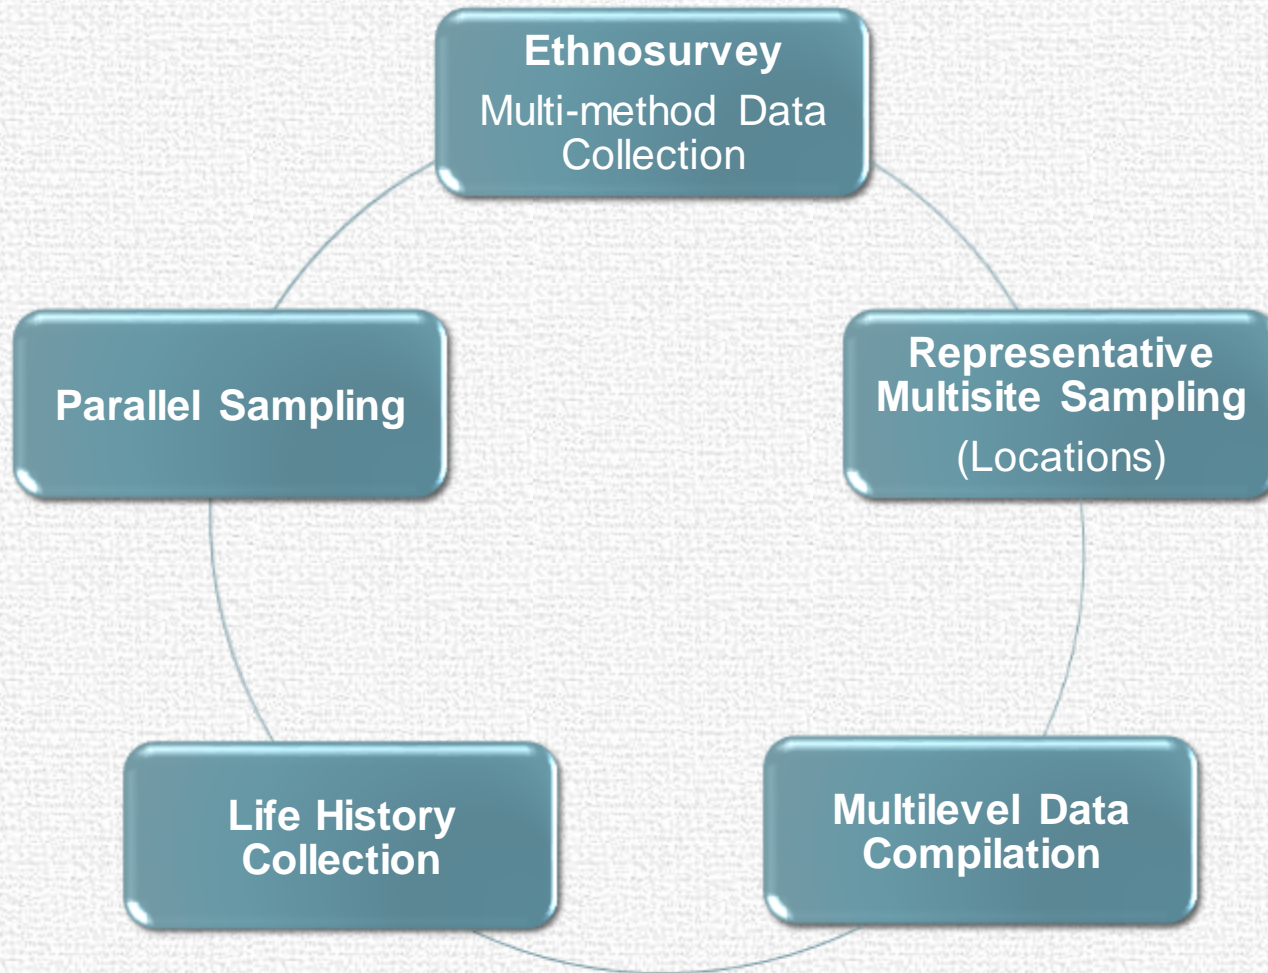 Ethnosurvey
Multi-method Data
Collection
Parallel Sampling
Representative
Multisite Sampling
(Locations)
Life History
Collection
Multilevel Data
Compilation